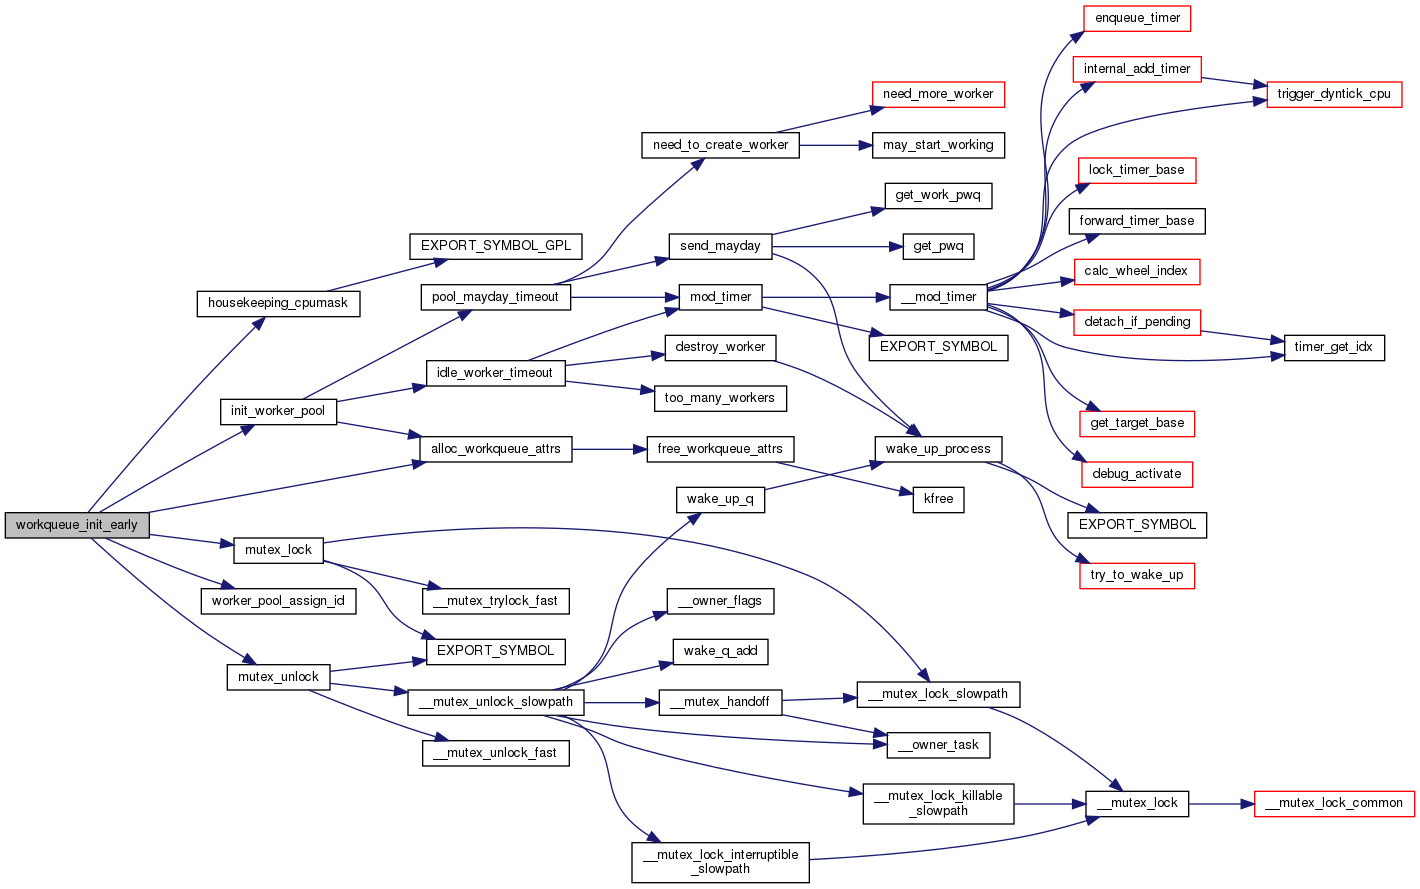 enqueue_timer
internal_add_timer
trigger_dyntick_cpu
need_more_worker
need_to_create_worker
may_start_working
lock_timer_base
get_work_pwq
forward_timer_base
EXPORT_SYMBOL_GPL
send_mayday
get_pwq
calc_wheel_index
housekeeping_cpumask
pool_mayday_timeout
mod_timer
__mod_timer
detach_if_pending
destroy_worker
EXPORT_SYMBOL
timer_get_idx
idle_worker_timeout
too_many_workers
init_worker_pool
get_target_base
alloc_workqueue_attrs
free_workqueue_attrs
wake_up_process
debug_activate
wake_up_q
kfree
workqueue_init_early
EXPORT_SYMBOL
mutex_lock
try_to_wake_up
worker_pool_assign_id
__mutex_trylock_fast
__owner_flags
EXPORT_SYMBOL
wake_q_add
mutex_unlock
__mutex_unlock_slowpath
__mutex_handoff
__mutex_lock_slowpath
__mutex_unlock_fast
__owner_task
__mutex_lock_killable
_slowpath
__mutex_lock
__mutex_lock_common
__mutex_lock_interruptible
_slowpath